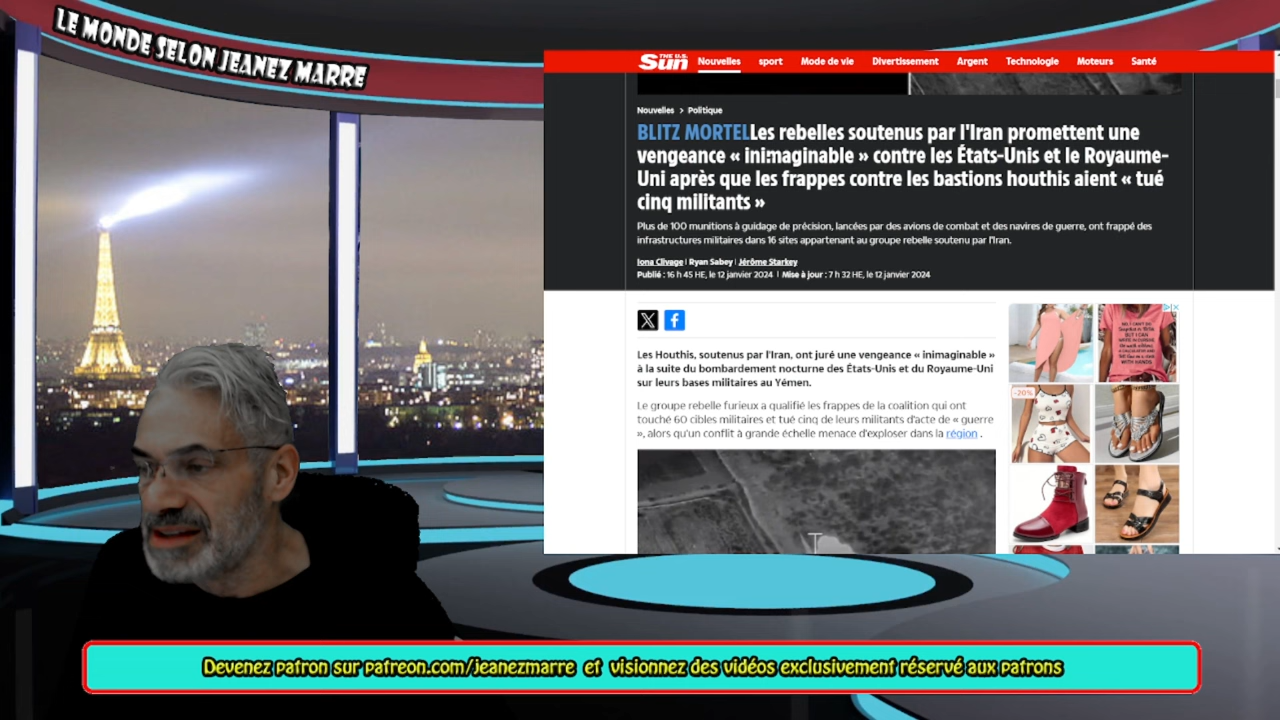 LE MONDE SELON JEANEZ MARRE
THE U.S. Sun
Nouvelles sport Mode de vie Divertissement Argent Technologie Moteurs Santé
Nouvelles > Politique
BLITZ MORTELLes rebelles soutenus par l'Iran promettent une
vengeance « inimaginable » contre les États-Unis et le Royaume-
Uni après que les frappes contre les bastions houthis aient « tué
cinq militants »
Plus de 100 munitions à guidage de précision, lancées par des avions de combat et des navires de guerre, ont frappé des
infrastructures militaires dans 16 sites appartenant au groupe rebelle soutenu par l'Iran.
Iona Clivage | Ryan Sabey | Jérôme Starkey
Publié : 16 h 45 HE, le 12 janvier 2024 | Mise à jour : 7 h 32 HE, le 12 janvier 2024
Les Houthis, soutenus par l'Iran, ont juré une vengeance « inimaginable »
à la suite du bombardement nocturne des États-Unis et du Royaume-Uni
sur leurs bases militaires au Yémen.
Le groupe rebelle furieux a qualifié les frappes de la coalition qui ont
touché 60 cibles militaires et tué cinq de leurs militants d'acte de « guerre
», alors qu'un conflit à grande échelle menace d'exploser dans la région .
-20%
Devenez patron sur patreon.com/jeanezmarre et visionnez des vidéos exclusivement réservé aux patrons